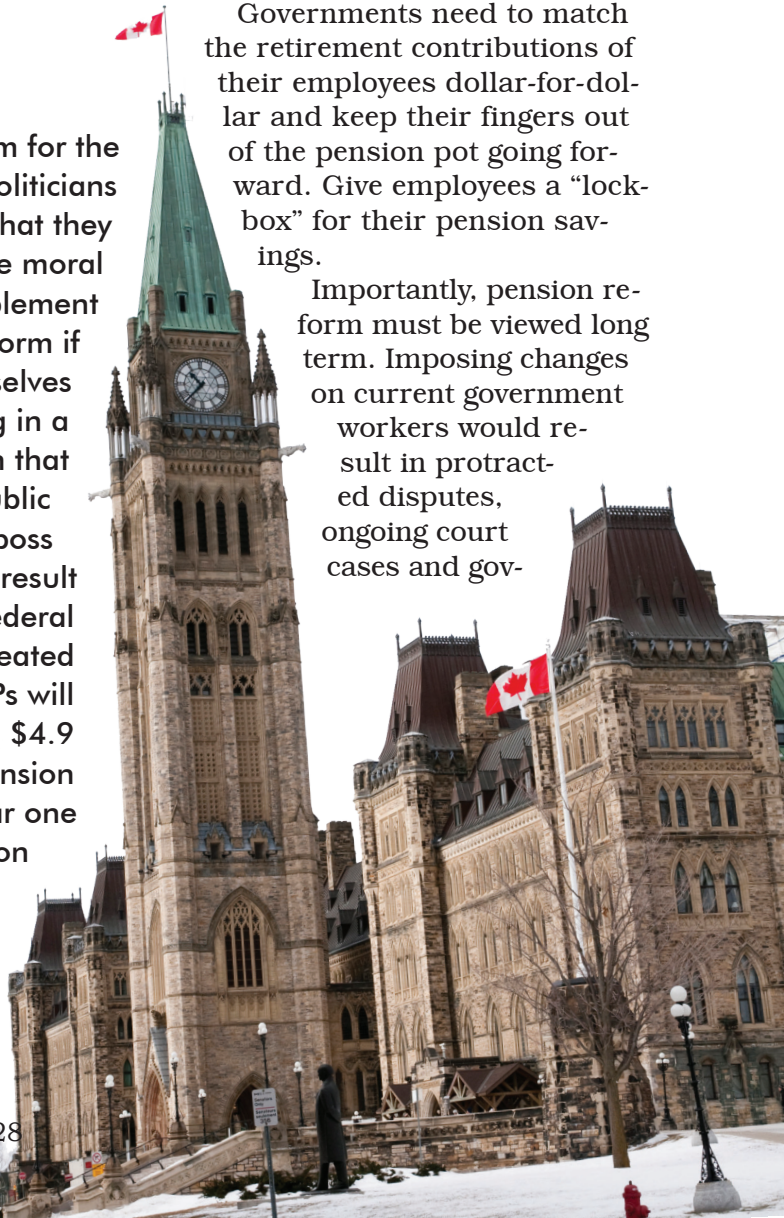 m for the
oliticians
hat they
e moral
plement
orm if
selves
g in a
n that
ublic
boss
result
ederal
eated
Ps will
$4.9
nsion
ar one
on
Governments need to match
the retirement contributions of
their employees dollar-for-dol-
lar and keep their fingers out
of the pension pot going for-
ward. Give employees a “lock-
box” for their pension sav-
ings.
Importantly, pension re-
form must be viewed long
term. Imposing changes
on current government
workers would re-
sult in protract-
ed disputes,
ongoing court
cases and gov-
28